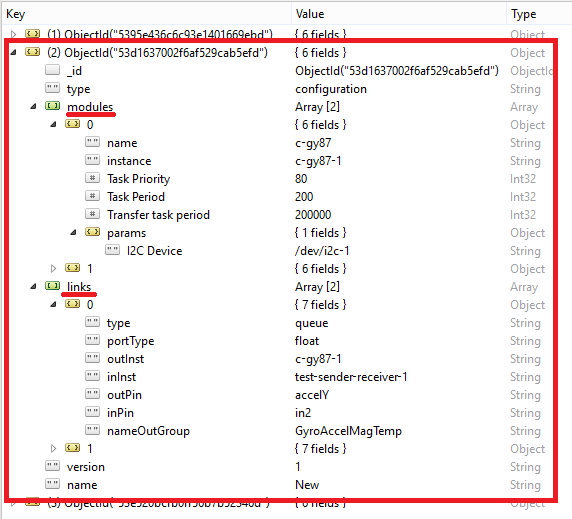 Key Value Type
(1) ObjectId("5395e436c6c93e1401669ebd") { 6 fields } Object
(2) ObjectId("53d1637002f6af529cab5efd") { 6 fields } Object
_id ObjectId("53d1637002f6af529cab5efd") ObjectId
" " type configuration String
modules Array [2] Array
0 { 6 fields } Object
" " name c-gy87 String
" " instance c-gy87-1 String
# Task Priority 80 Int32
# Task Period 200 Int32
# Transfer task period 200000 Int32
params { 1 fields } Object
" " I2C Device /dev/i2c-1 String
1 { 6 fields } Object
links Array [2] Array
0 { 7 fields } Object
" " type queue String
" " portType float String
" " outInst c-gy87-1 String
" " inInst test-sender-receiver-1 String
" " outPin accelY String
" " inPin in2 String
" " nameOutGroup GyroAccelMagTemp String
1 { 7 fields } Object
" " version 1 String
" " name New String
{ 6 fields } Object